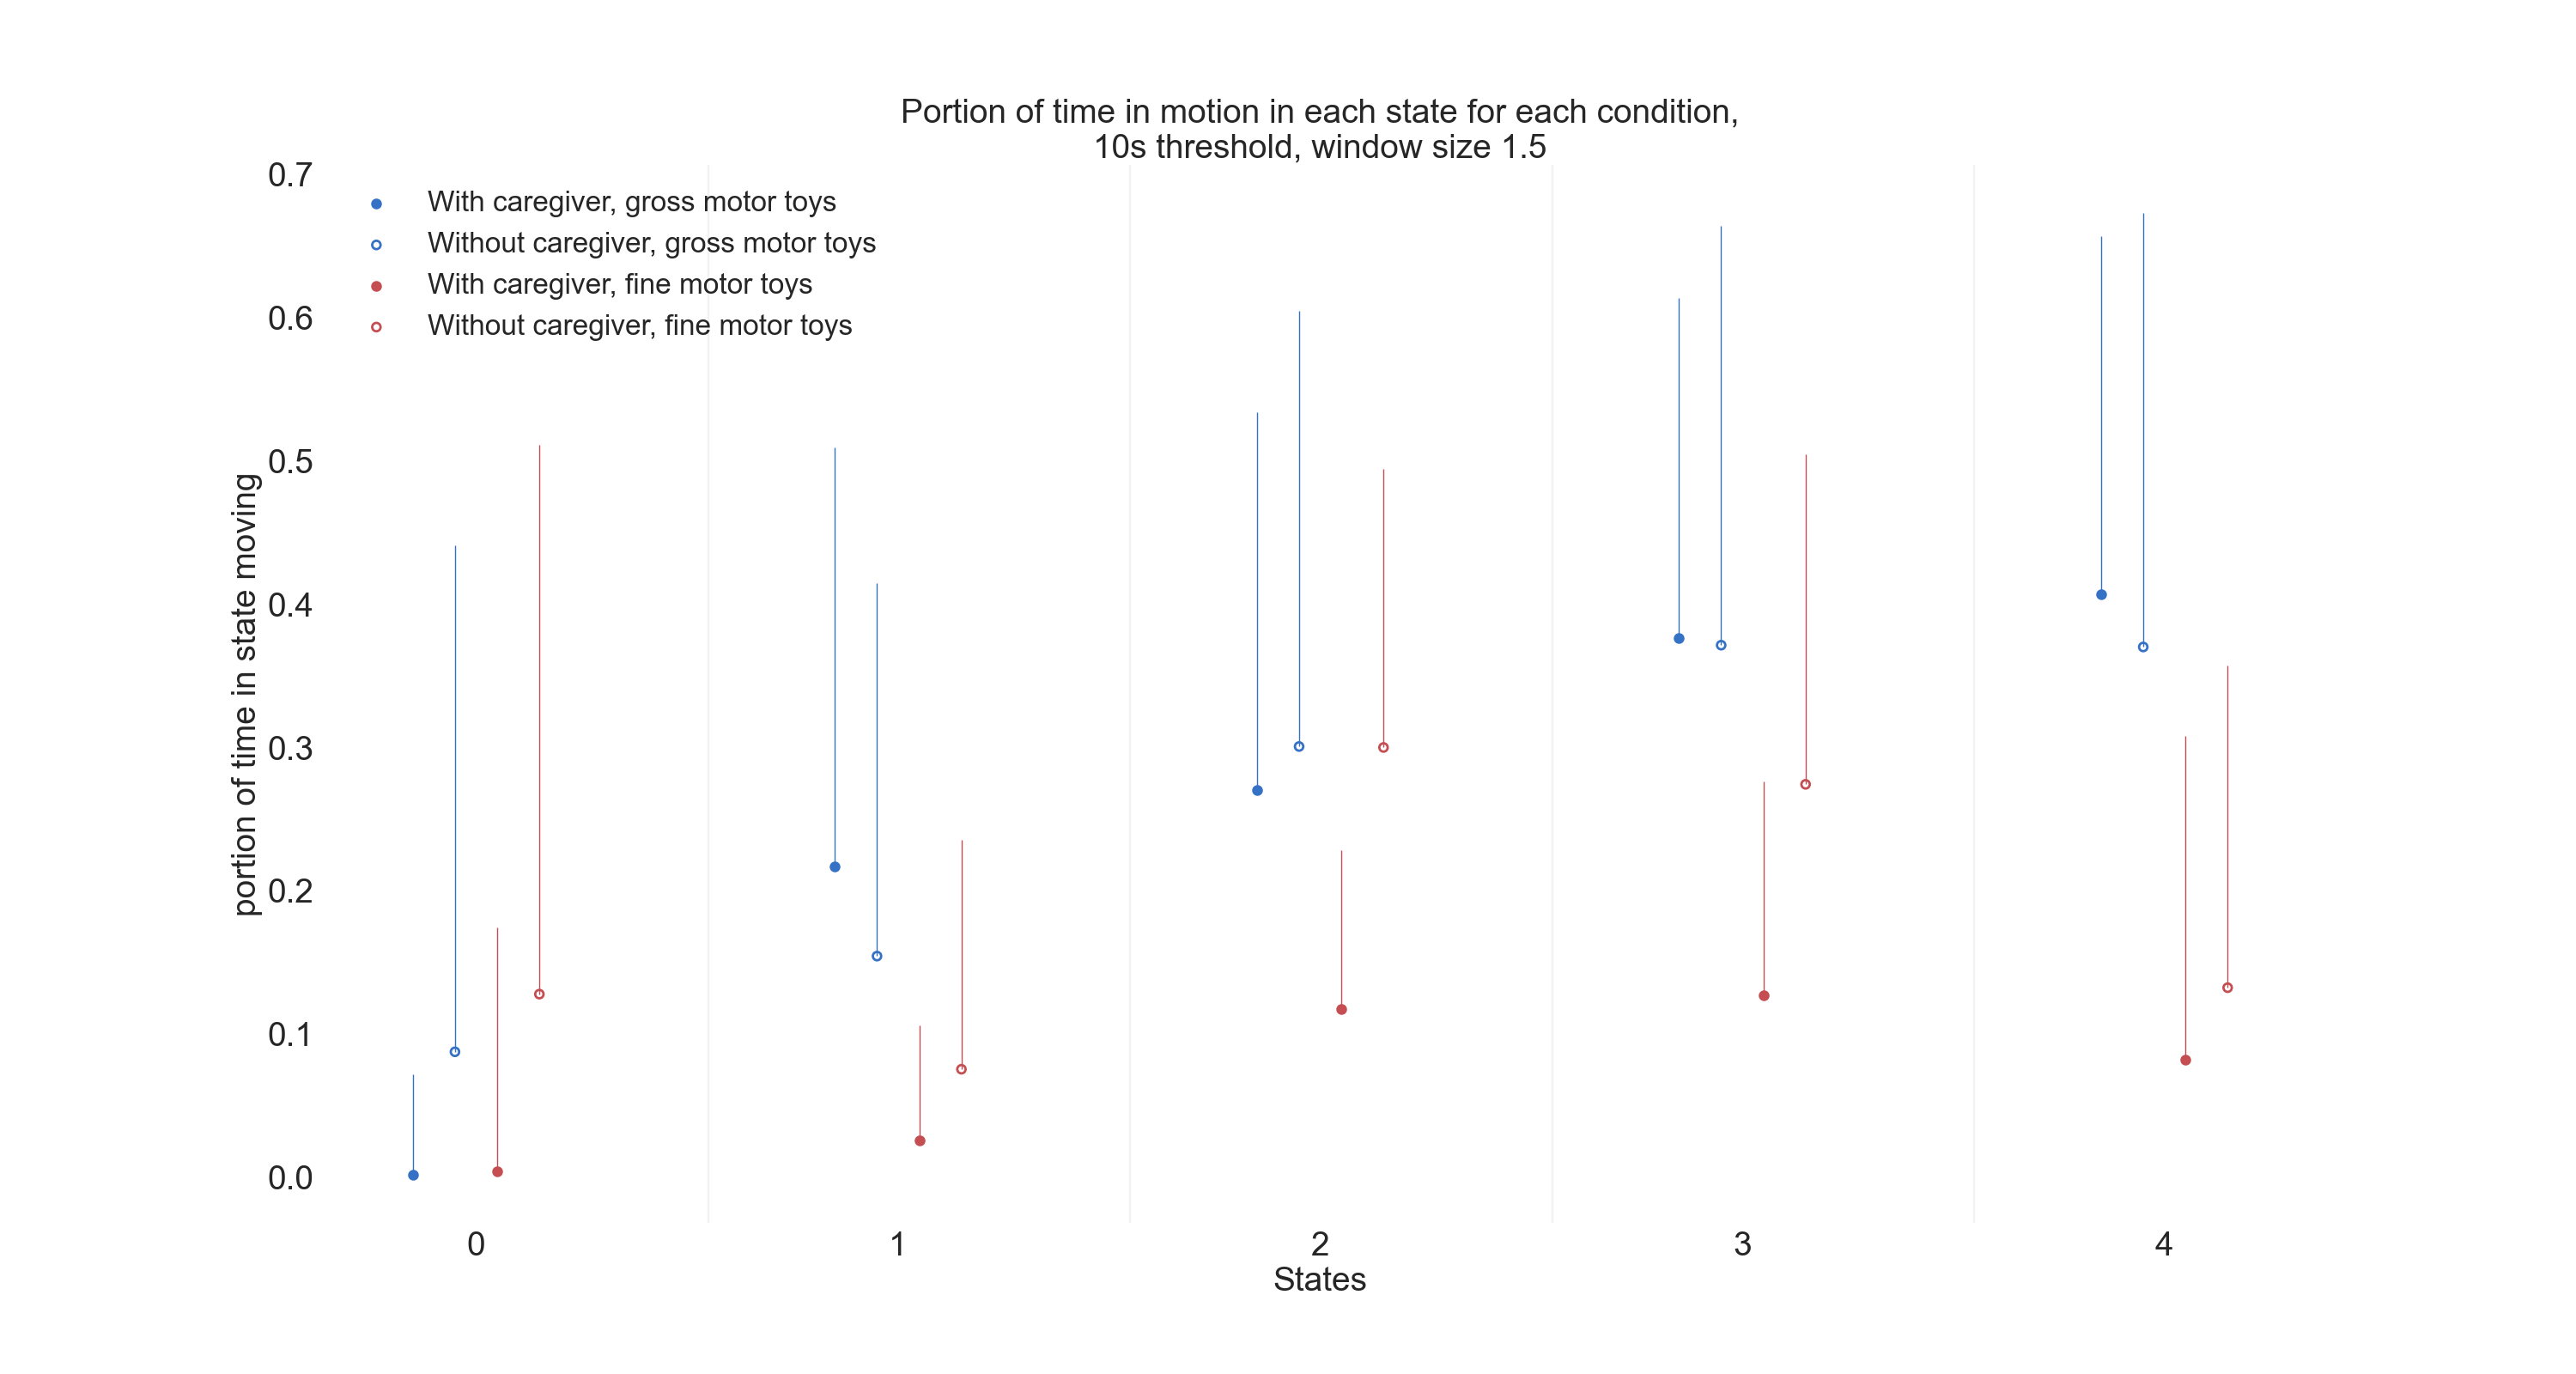 Portion of time in motion in each state for each condition,
10s threshold, window size 1.5
With caregiver, gross motor toys
Without caregiver, gross motor toys
With caregiver, fine motor toys
Without caregiver, fine motor toys
portion of time in state moving
0.7
0.6
0.5
0.4
0.3
0.2
0.1
0.0
0 1 2 3 4
States